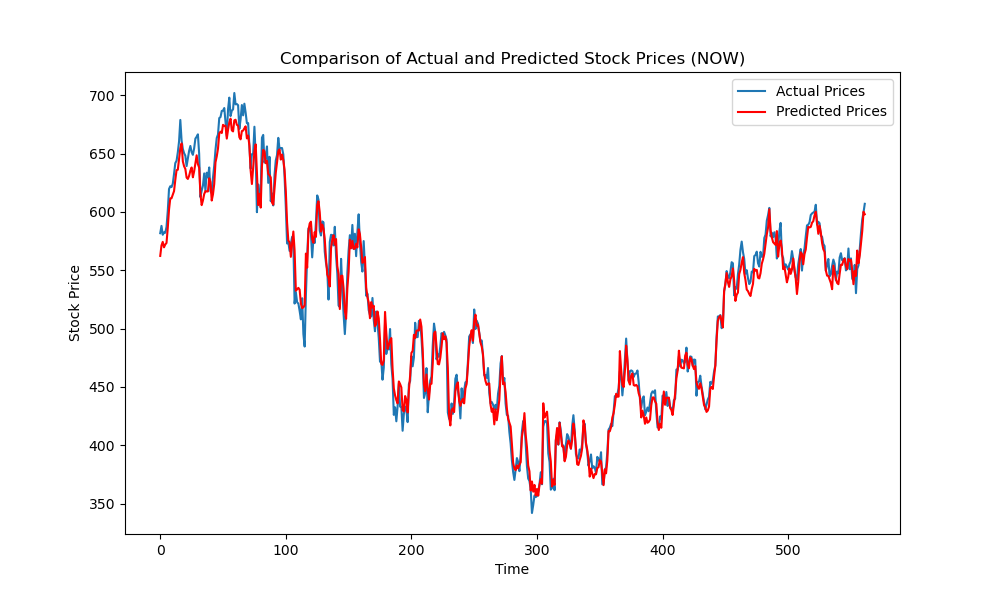 Comparison of Actual and Predicted Stock Prices (NOW)
Actual Prices
Predicted Prices
Stock Price
700
650
600
550
500
450
400
350
0 100 200 300 400 500
Time